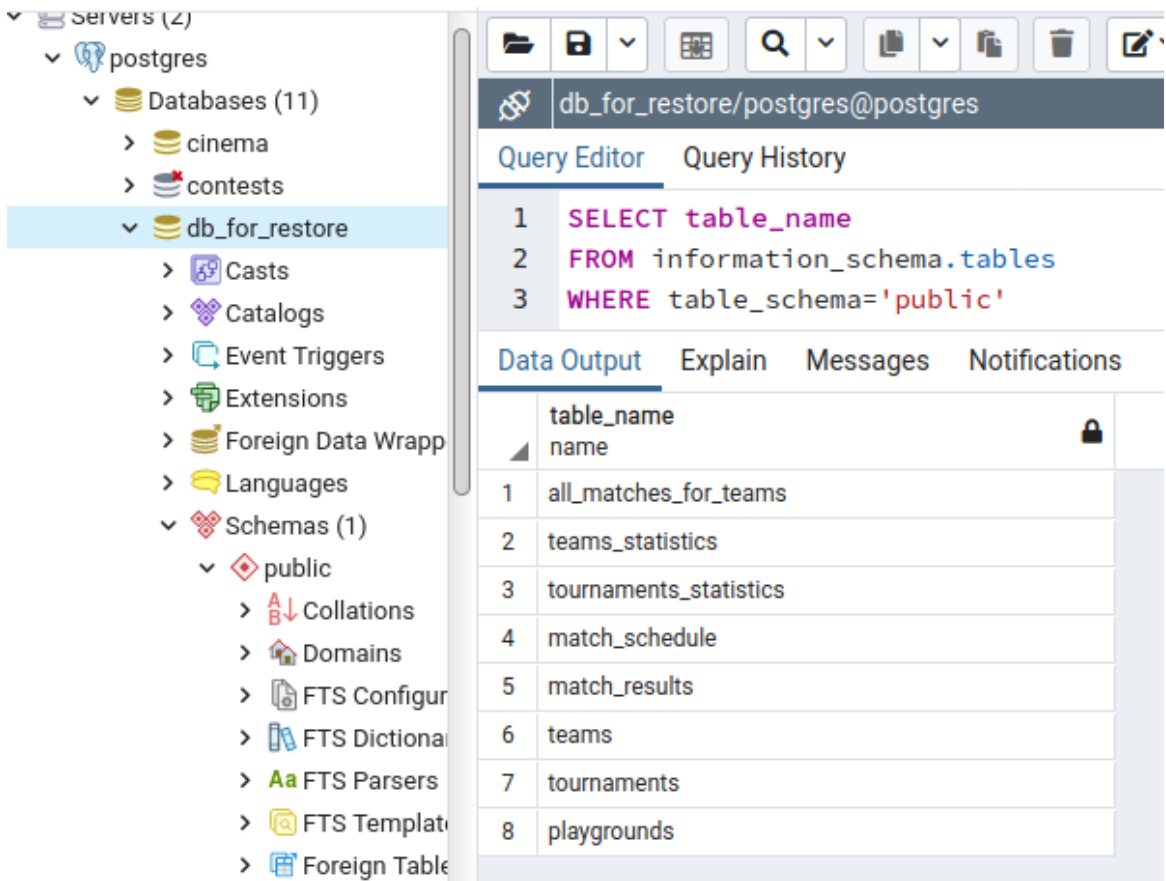 Servers (2)
postgres
Databases (11)
cinema
contests
db_for_restore
Casts
Catalogs
Event Triggers
Extensions
Foreign Data Wrapp
Languages
Schemas (1)
public
Collations
Domains
FTS Configur
FTS Dictiona
Aa FTS Parsers
FTS Templat
Foreign Table
db_for_restore/postgres@postgres
Query Editor Query History
1 SELECT table_name
2 FROM information_schema.tables
3 WHERE table_schema='public'
Data Output Explain Messages Notifications
table_name
name
1 all_matches_for_teams
2 teams_statistics
3 tournaments_statistics
4 match_schedule
5 match_results
6 teams
7 tournaments
8 playgrounds